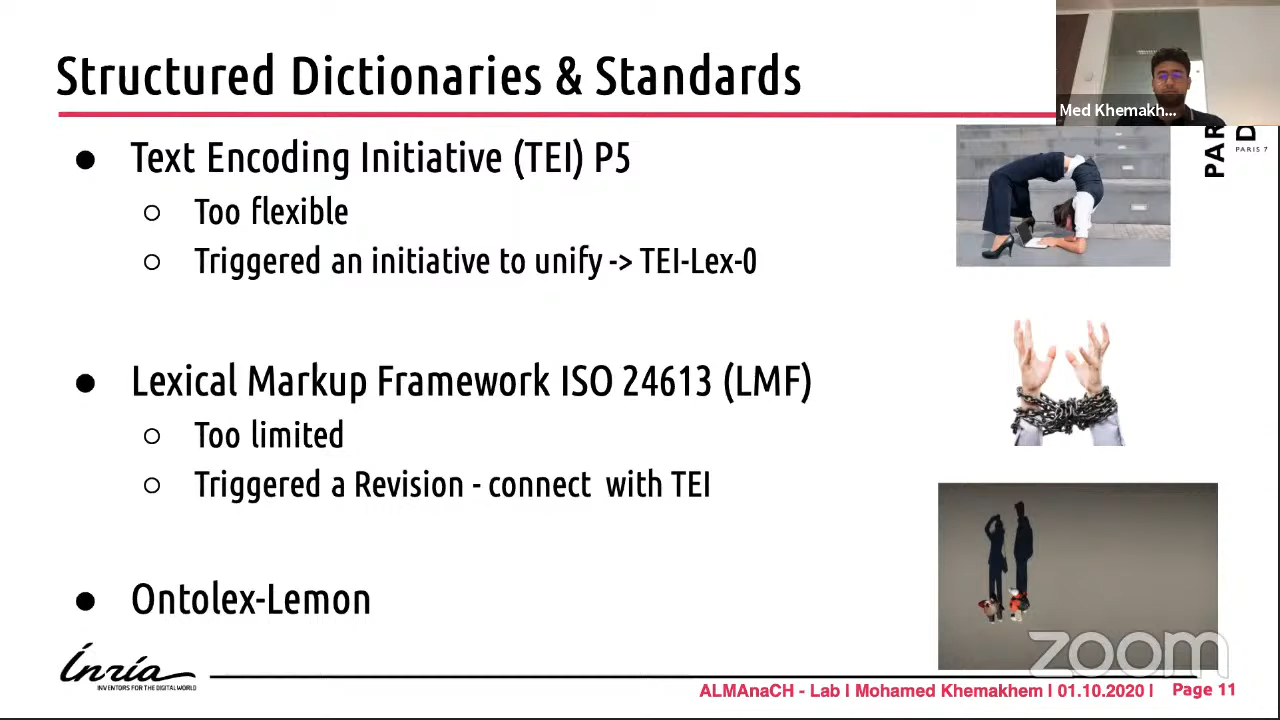 Structured Dictionaries & Standards
Med Khemakh...
PAR
D
PARIS 7
● Text Encoding Initiative (TEI) P5
○ Too flexible
○ Triggered an initiative to unify -> TEI-Lex-0
● Lexical Markup Framework ISO 24613 (LMF)
○ Too limited
○ Triggered a Revision - connect with TEI
● Ontolex-Lemon
zoom
Inria
INVENTORS FOR THE DIGITAL WORLD
ALMAnaCH - Lab I Mohamed Khemakhem I 01.10.2020 I Page 11